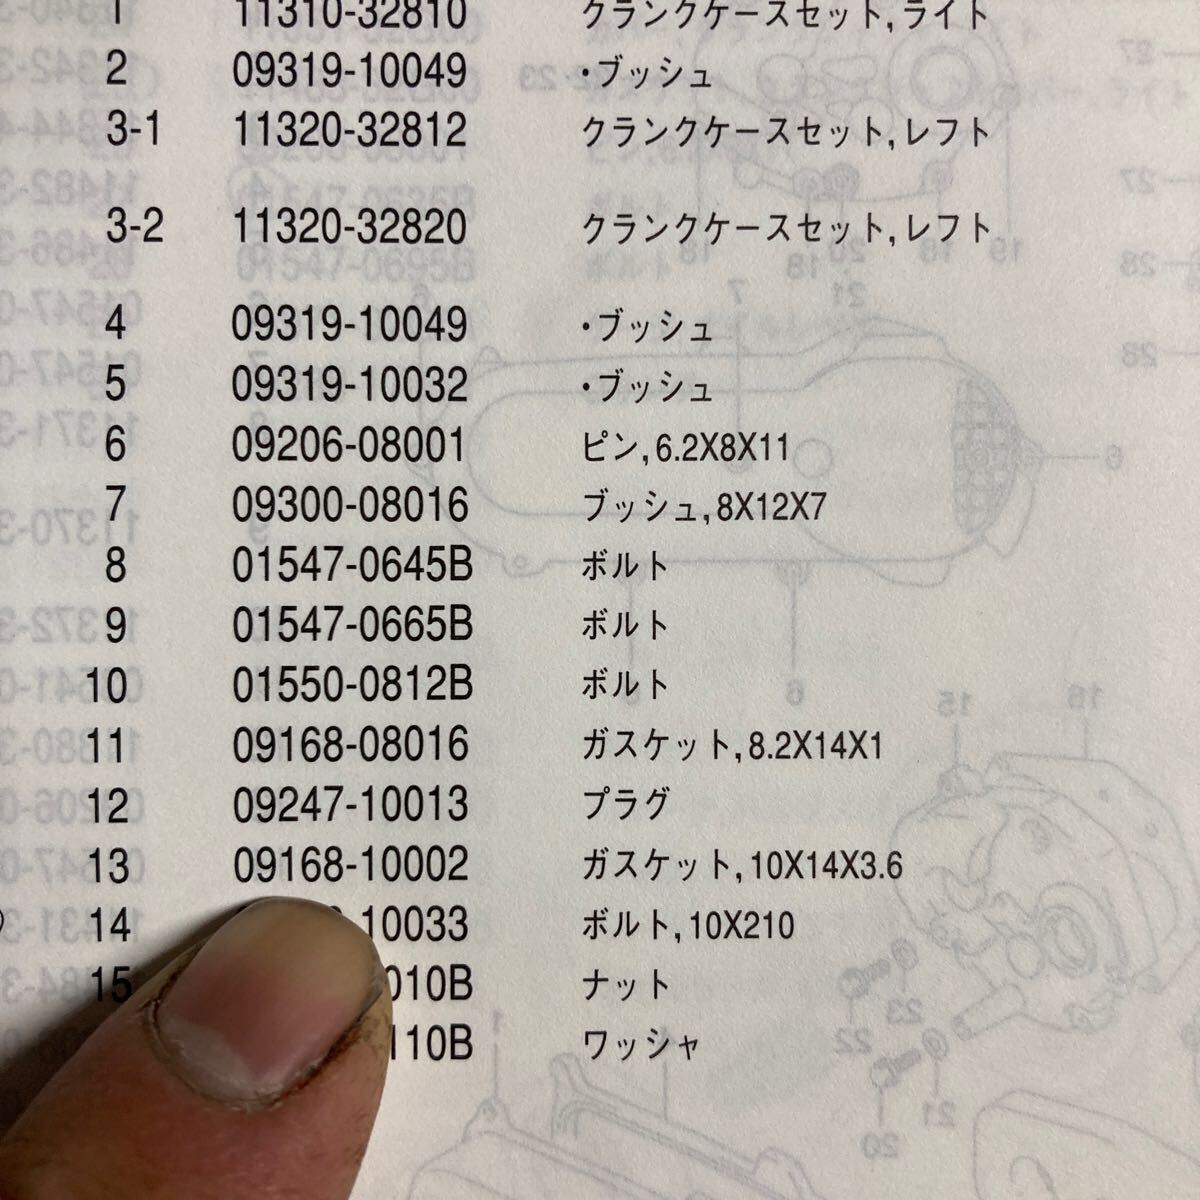 1 11310-32810 クランクケースセット,ライト
2 09319-10049 ・ブッシュ
3-1 11320-32812 クランクケースセット,レフト
3-2 11320-32820 クランクケースセット,レフト
4 09319-10049 ・ブッシュ
5 09319-10032 ・ブッシュ
6 09206-08001 ピン,6.2X8X11
7 09300-08016 ブッシュ,8X12X7
8 01547-0645B ボルト
9 01547-0665B ボルト
10 01550-0812B ボルト
11 09168-08016 ガスケット,8.2X14X1
12 09247-10013 プラグ
13 09168-10002 ガスケット,10X14X3.6
14 -10033 ボルト,10X210
15 010B ナット
110B ワッシャ